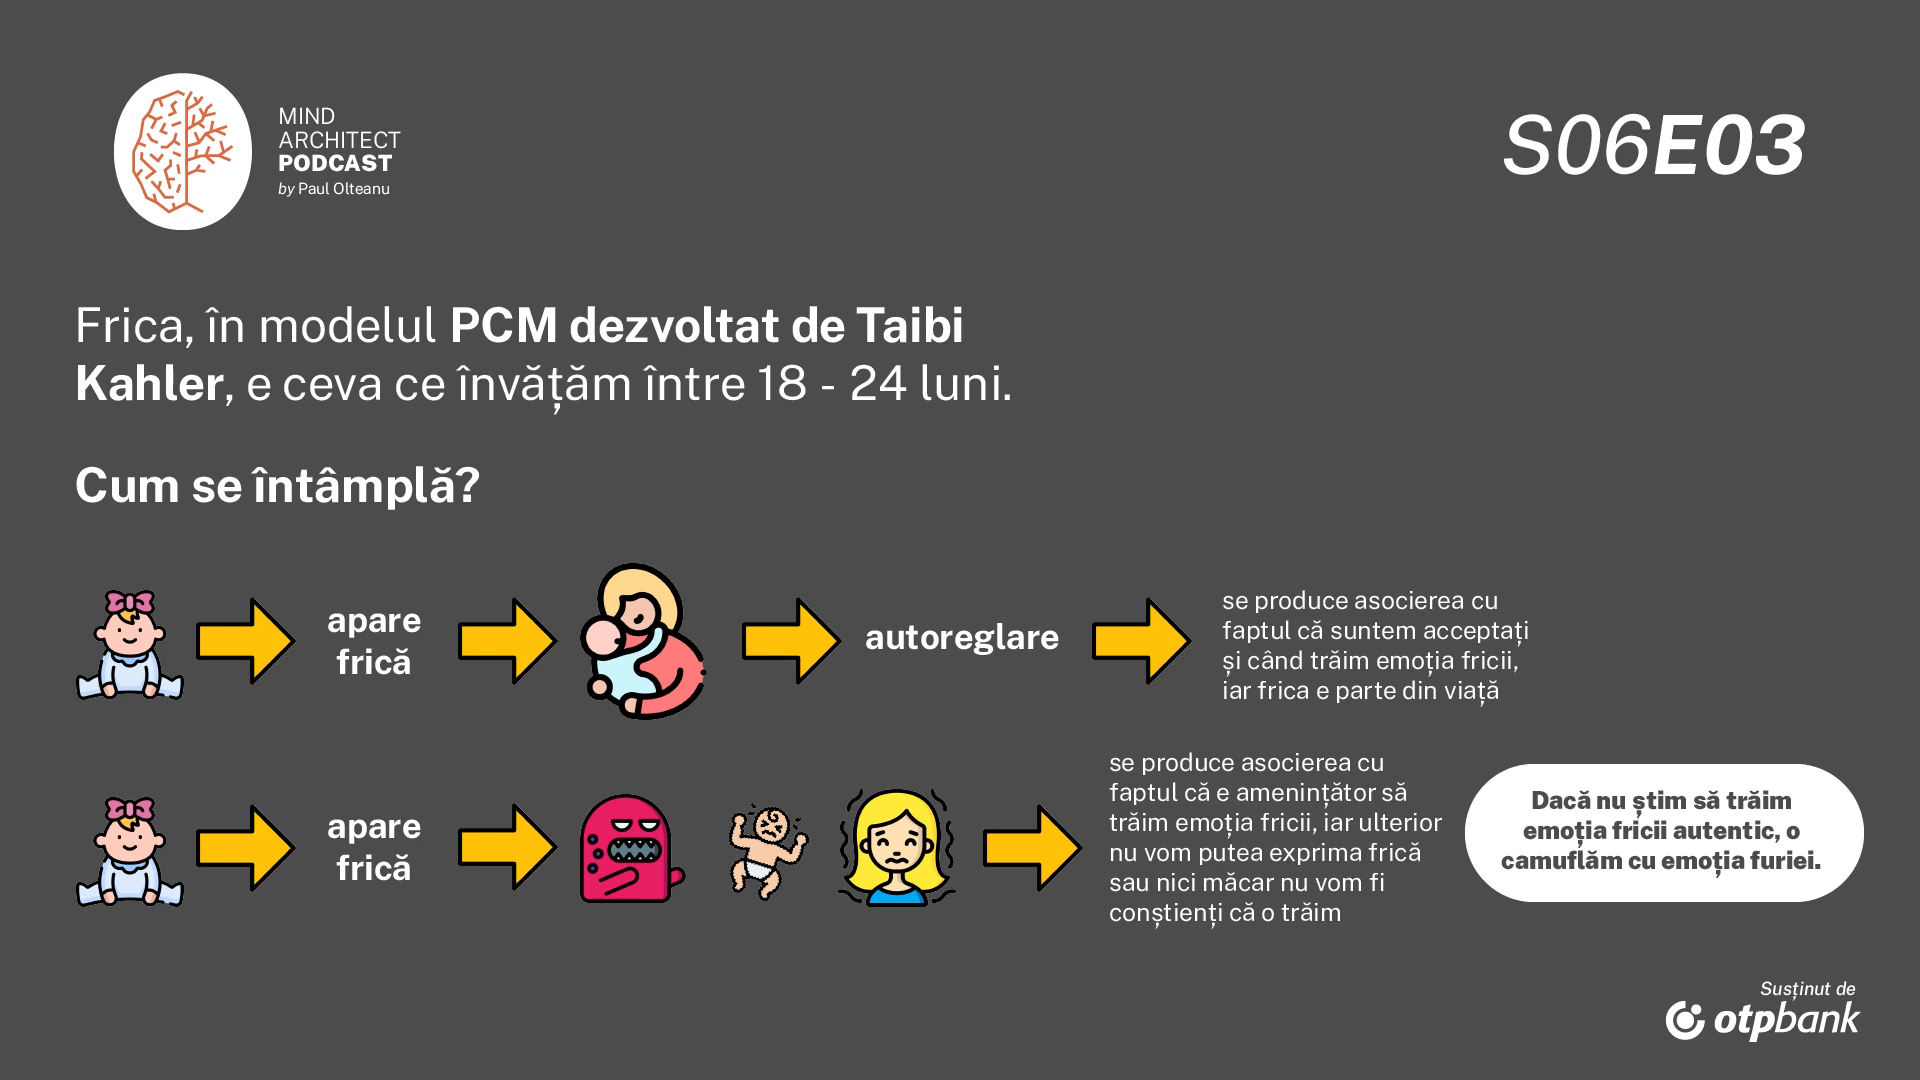 MIND
ARCHITECT
PODCAST
by Paul Olteanu
S06E03
Frica, în modelul PCM dezvoltat de Taibi
Kahler, e ceva ce învățăm între 18 - 24 luni.
Cum se întâmplă?
apare
frică
autoreglare
se produce asocierea cu
faptul că suntem acceptați
și când trăim emoția fricii,
iar frica e parte din viață
apare
frică
se produce asocierea cu
faptul că e amenințător să
trăim emoția fricii, iar ulterior
nu vom putea exprima frică
sau nici măcar nu vom fi
conștienți că o trăim
Dacă nu știm să trăim
emoția fricii autentic, o
camuflăm cu emoția furiei.
Susținut de
otpbank